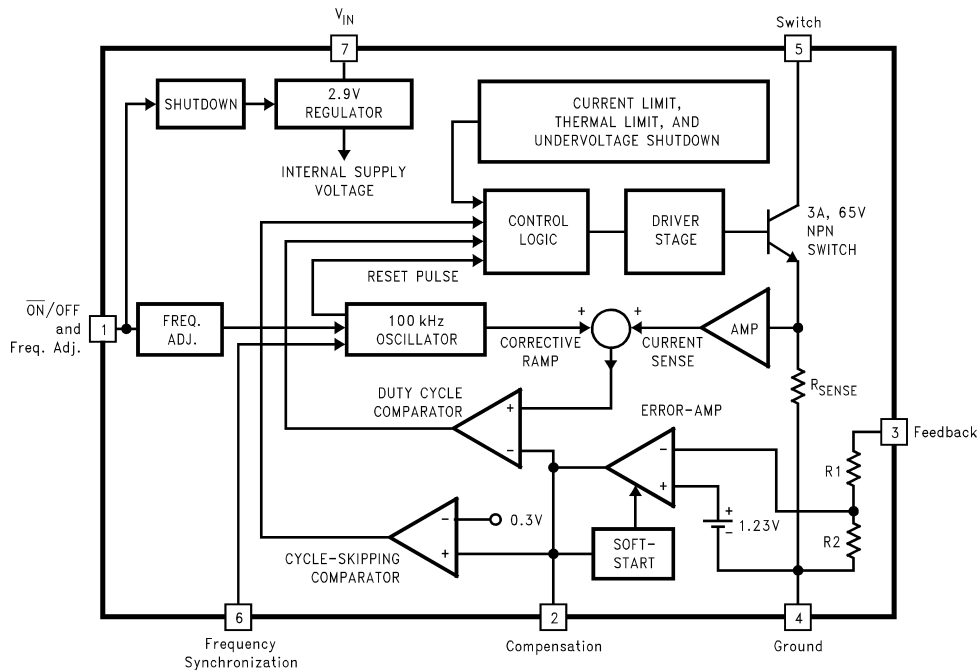 V_IN
Switch
7
5
SHUTDOWN
2.9V
REGULATOR
CURRENT LIMIT,
THERMAL LIMIT, AND
UNDERVOLTAGE SHUTDOWN
INTERNAL SUPPLY
VOLTAGE
CONTROL
LOGIC
DRIVER
STAGE
3A, 65V
NPN
SWITCH
RESET PULSE
ON/OFF
and
Freq. Adj.
1
FREQ.
ADJ.
100 kHz
OSCILLATOR
+
+
CORRECTIVE
RAMP
CURRENT
SENSE
AMP
R_SENSE
DUTY CYCLE
COMPARATOR
+
-
ERROR-AMP
-
+
3
Feedback
R1
R2
+
-
1.23V
-
+
0.3V
CYCLE-SKIPPING
COMPARATOR
SOFT-
START
6
2
4
Frequency
Synchronization
Compensation
Ground